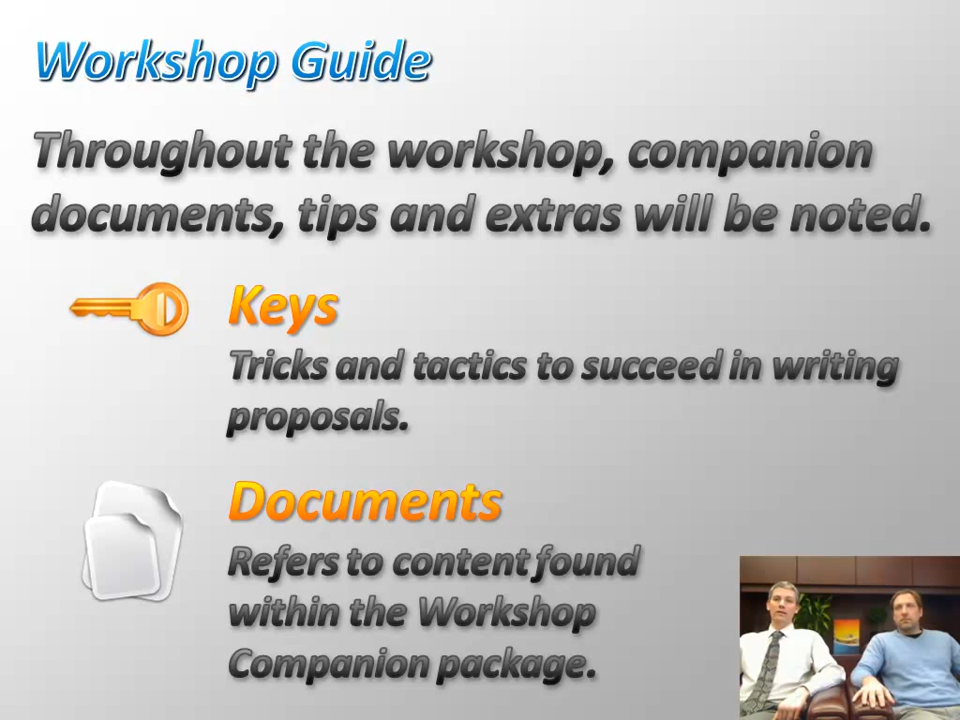 Workshop Guide
Throughout the workshop, companion
documents, tips and extras will be noted.
Keys
Tricks and tactics to succeed in writing
proposals.
Documents
Refers to content found
within the Workshop
Companion package.